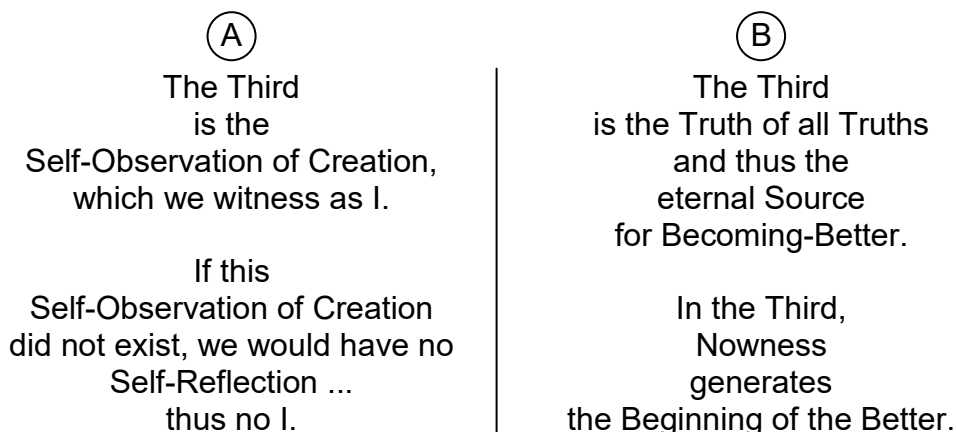 A
The Third
is the
Self-Observation of Creation,
which we witness as I.
If this
Self-Observation of Creation
did not exist, we would have no
Self-Reflection ...
thus no I.
B
The Third
is the Truth of all Truths
and thus the
eternal Source
for Becoming-Better.
In the Third,
Nowness
generates
the Beginning of the Better.